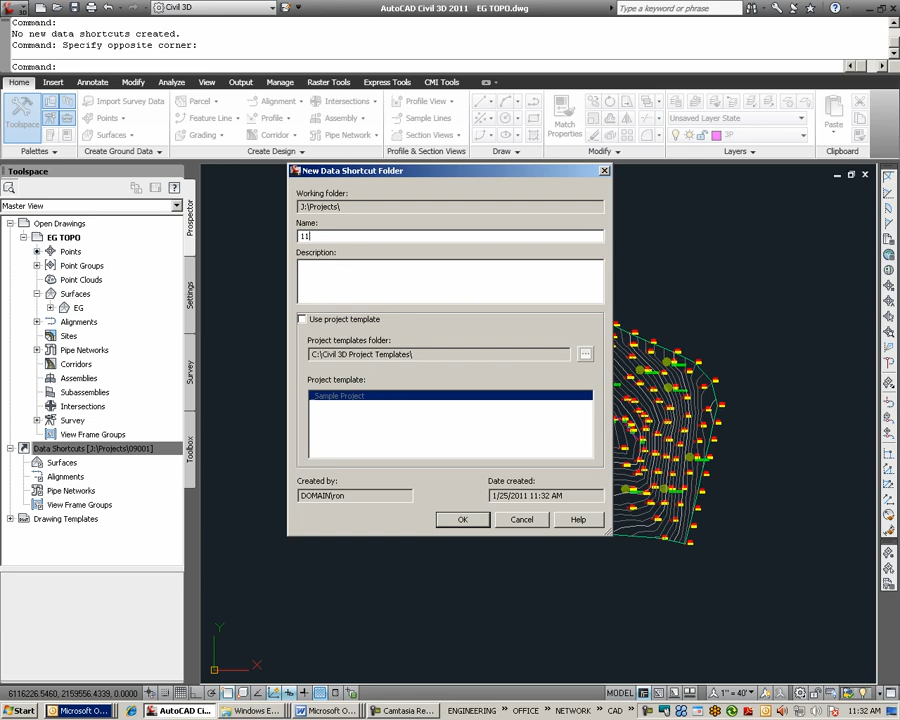 Civil 3D
AutoCAD Civil 3D 2011 EG TOPO.dwg
Type a keyword or phrase
Command:
No new data shortcuts created.
Command: Specify opposite corner:
Command:
Home Insert Annotate Modify Analyze View Output Manage Raster Tools Express Tools CMI Tools
Toolspace
Import Survey Data
Points
Surfaces
Parcel
Feature Line
Grading
Alignment
Profile
Corridor
Intersections
Assembly
Pipe Network
Profile View
Sample Lines
Section Views
Match
Properties
Unsaved Layer State
3P
Paste
Palettes
Create Ground Data
Create Design
Profile & Section Views
Draw
Modify
Layers
Clipboard
Toolspace
Master View
Open Drawings
EG TOPO
Points
Point Groups
Point Clouds
Surfaces
EG
Alignments
Sites
Pipe Networks
Corridors
Assemblies
Subassemblies
Intersections
Survey
View Frame Groups
Data Shortcuts [J:\Projects\09001]
Surfaces
Alignments
Pipe Networks
View Frame Groups
Drawing Templates
Prospector
Settings
Survey
Toolbox
New Data Shortcut Folder
Working folder:
J:\Projects\
Name:
11
Description:
Use project template
Project templates folder:
C:\Civil 3D Project Templates\
...
Project template:
_Sample Project
Created by:
DOMAIN\ron
Date created:
1/25/2011 11:32 AM
OK
Cancel
Help
Y
X
6116226.5460, 2159556.4339, 0.0000
MODEL
1" = 40'
Start
Microsoft O...
AutoCAD Ci...
Windows E...
Microsoft O...
Camtasia Re...
ENGINEERING
OFFICE
NETWORK
CAD
11:32 AM